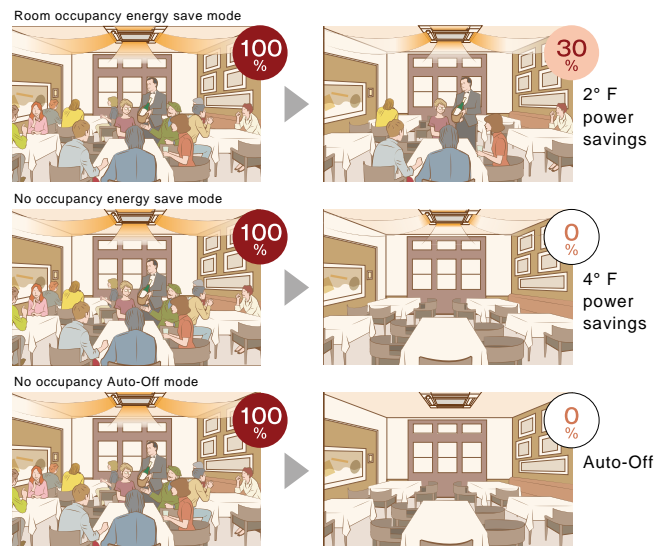 Room occupancy energy save mode
100
%
30
%
2° F
power
savings
No occupancy energy save mode
100
%
0
%
4° F
power
savings
No occupancy Auto-Off mode
100
%
0
%
Auto-Off